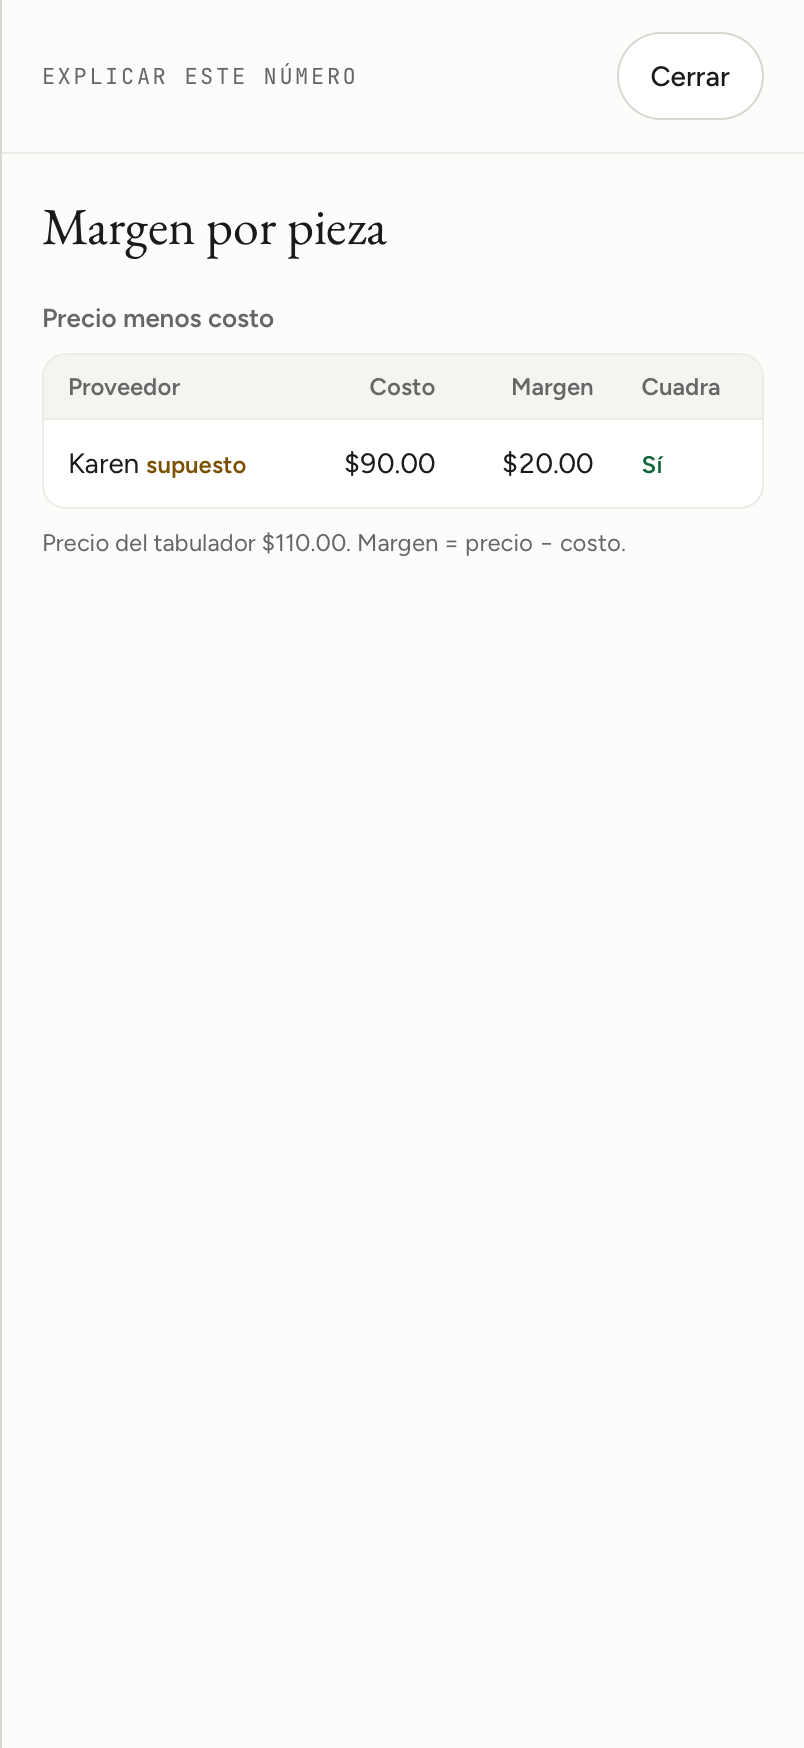 EXPLICAR ESTE NÚMERO
Cerrar
Margen por pieza
Precio menos costo
Proveedor Costo Margen Cuadra
Karen supuesto $90.00 $20.00 Sí
Precio del tabulador $110.00. Margen = precio − costo.